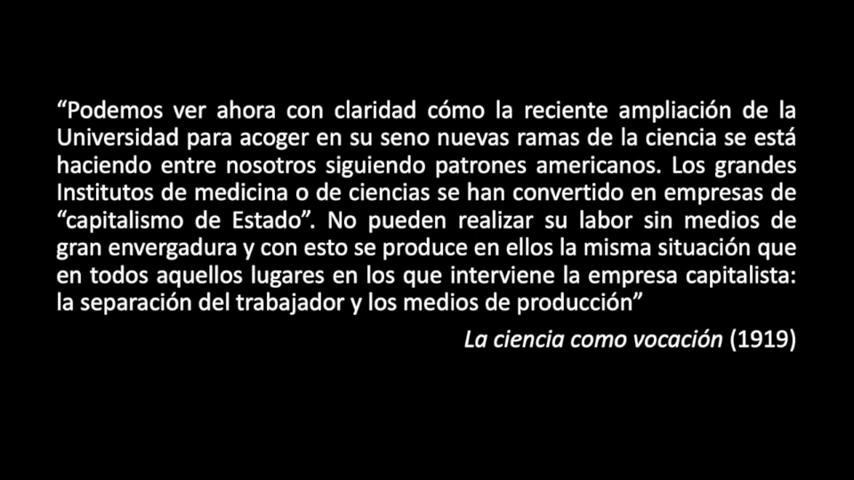 “Podemos ver ahora con claridad cómo la reciente ampliación de la
Universidad para acoger en su seno nuevas ramas de la ciencia se está
haciendo entre nosotros siguiendo patrones americanos. Los grandes
Institutos de medicina o de ciencias se han convertido en empresas de
“capitalismo de Estado”. No pueden realizar su labor sin medios de
gran envergadura y con esto se produce en ellos la misma situación que
en todos aquellos lugares en los que interviene la empresa capitalista:
la separación del trabajador y los medios de producción”
La ciencia como vocación (1919)